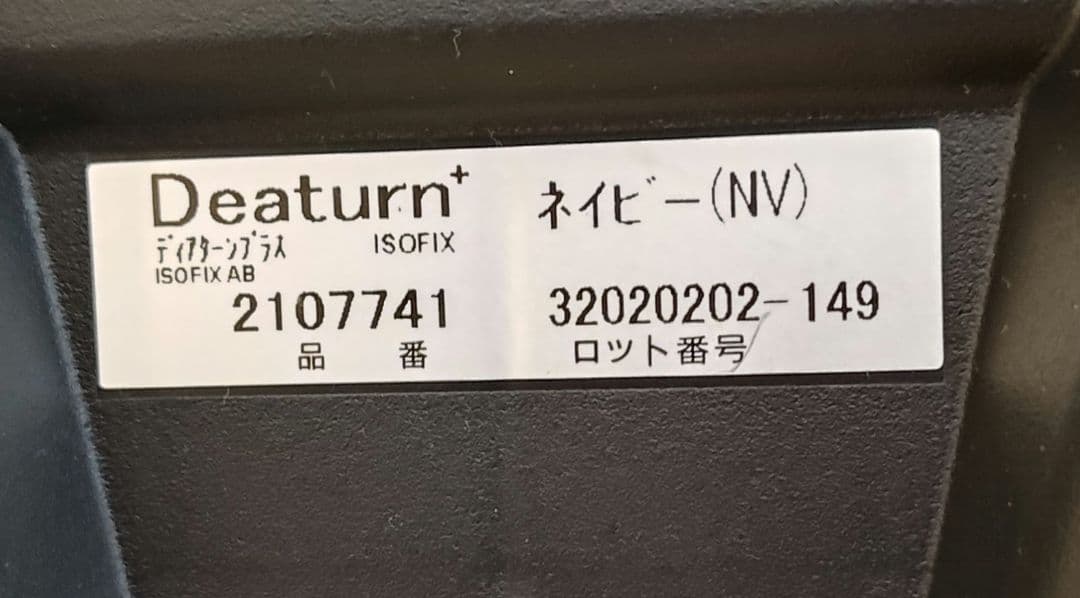 Deaturn⁺
ﾃﾞｨｱﾀｰﾝﾌﾟﾗｽ ISOFIX
ISOFIX AB
2107741
品番
ネイビー(NV)
32020202-149
ロット番号